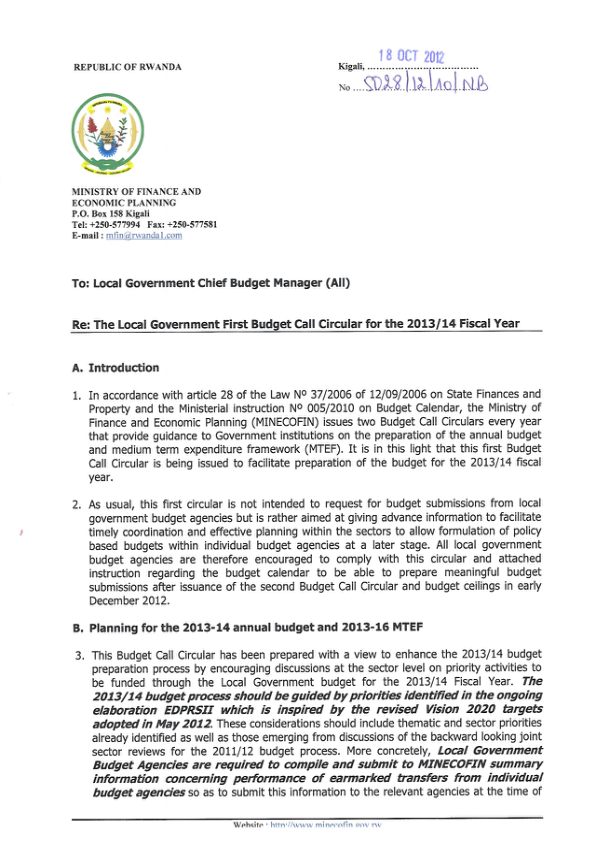 18 OCT 2012
REPUBLIC OF RWANDA
Kigali, ..................................
No ....5028/12/10/NB
MINISTRY OF FINANCE AND
ECONOMIC PLANNING
P.O. Box 158 Kigali
Tel: +250-577994 Fax: +250-577581
E-mail : mfin@rwanda1.com
To: Local Government Chief Budget Manager (All)
Re: The Local Government First Budget Call Circular for the 2013/14 Fiscal Year
A. Introduction
1. In accordance with article 28 of the Law Nº 37/2006 of 12/09/2006 on State Finances and
Property and the Ministerial instruction Nº 005/2010 on Budget Calendar, the Ministry of
Finance and Economic Planning (MINECOFIN) issues two Budget Call Circulars every year
that provide guidance to Government institutions on the preparation of the annual budget
and medium term expenditure framework (MTEF). It is in this light that this first Budget
Call Circular is being issued to facilitate preparation of the budget for the 2013/14 fiscal
year.
2. As usual, this first circular is not intended to request for budget submissions from local
government budget agencies but is rather aimed at giving advance information to facilitate
timely coordination and effective planning within the sectors to allow formulation of policy
based budgets within individual budget agencies at a later stage. All local government
budget agencies are therefore encouraged to comply with this circular and attached
instruction regarding the budget calendar to be able to prepare meaningful budget
submissions after issuance of the second Budget Call Circular and budget ceilings in early
December 2012.
B. Planning for the 2013-14 annual budget and 2013-16 MTEF
3. This Budget Call Circular has been prepared with a view to enhance the 2013/14 budget
preparation process by encouraging discussions at the sector level on priority activities to
be funded through the Local Government budget for the 2013/14 Fiscal Year. The
2013/14 budget process should be guided by priorities identified in the ongoing
elaboration EDPRSII which is inspired by the revised Vision 2020 targets
adopted in May 2012. These considerations should include thematic and sector priorities
already identified as well as those emerging from discussions of the backward looking joint
sector reviews for the 2011/12 budget process. More concretely, Local Government
Budget Agencies are required to compile and submit to MINECOFIN summary
information concerning performance of earmarked transfers from individual
budget agencies so as to submit this information to the relevant agencies at the time of
Website : http://www.minecofin.gov.rw